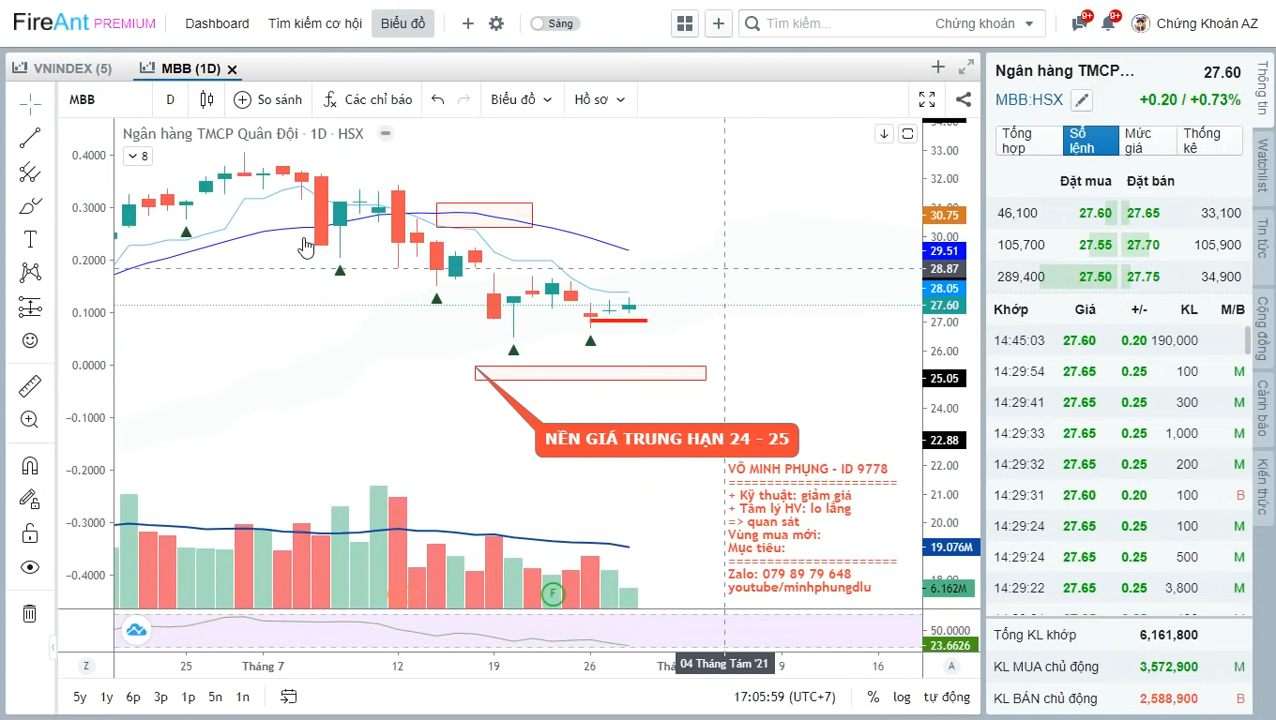 FireAnt PREMIUM
Dashboard
Tìm kiếm cơ hội
Biểu đồ
Sáng
Tìm kiếm...
Chứng khoán
9+
9+
Chứng Khoán AZ
VNINDEX (5)
MBB (1D)
MBB
D
So sánh
Các chỉ báo
Biểu đồ
Hồ sơ
Ngân hàng TMCP Quân Đội · 1D · HSX
8
0.4000
0.3000
0.2000
0.1000
0.0000
-0.1000
-0.2000
-0.3000
-0.4000
33.00
32.00
30.75
30.00
29.51
28.87
28.05
27.60
27.00
26.00
25.05
24.00
22.88
22.00
21.00
20.00
19.076M
6.162M
50.0000
23.6626
NỀN GIÁ TRUNG HẠN 24 - 25
VÕ MINH PHỤNG - ID 9778
=======================
+ Kỹ thuật: giảm giá
+ Tâm lý HV: lo lắng
=> quan sát
Vùng mua mới:
Mục tiêu:
=======================
Zalo: 079 89 79 648
youtube/minhphungdlu
F
Z
25
Tháng 7
12
19
26
04 Tháng Tám '21
9
16
A
5y
1y
6p
3p
1p
5n
1n
17:05:59 (UTC+7)
%
log
tự động
Ngân hàng TMCP...
27.60
MBB:HSX
+0.20 / +0.73%
Tổng hợp
Sổ lệnh
Mức giá
Thống kê
Đặt mua
Đặt bán
46,100 27.60 27.65 33,100
105,700 27.55 27.70 105,900
289,400 27.50 27.75 34,900
Khớp Giá +/- KL M/B
14:45:03 27.60 0.20 190,000
14:29:54 27.65 0.25 100 M
14:29:41 27.65 0.25 300 M
14:29:33 27.65 0.25 1,000 M
14:29:32 27.65 0.25 200 M
14:29:31 27.60 0.20 100 B
14:29:24 27.65 0.25 100 M
14:29:24 27.65 0.25 500 M
14:29:22 27.65 0.25 3,800 M
Tổng KL khớp 6,161,800
KL MUA chủ động 3,572,900 M
KL BÁN chủ động 2,588,900 B
Thông tin
Watchlist
Tin tức
Cộng đồng
Cảnh báo
Kiến thức